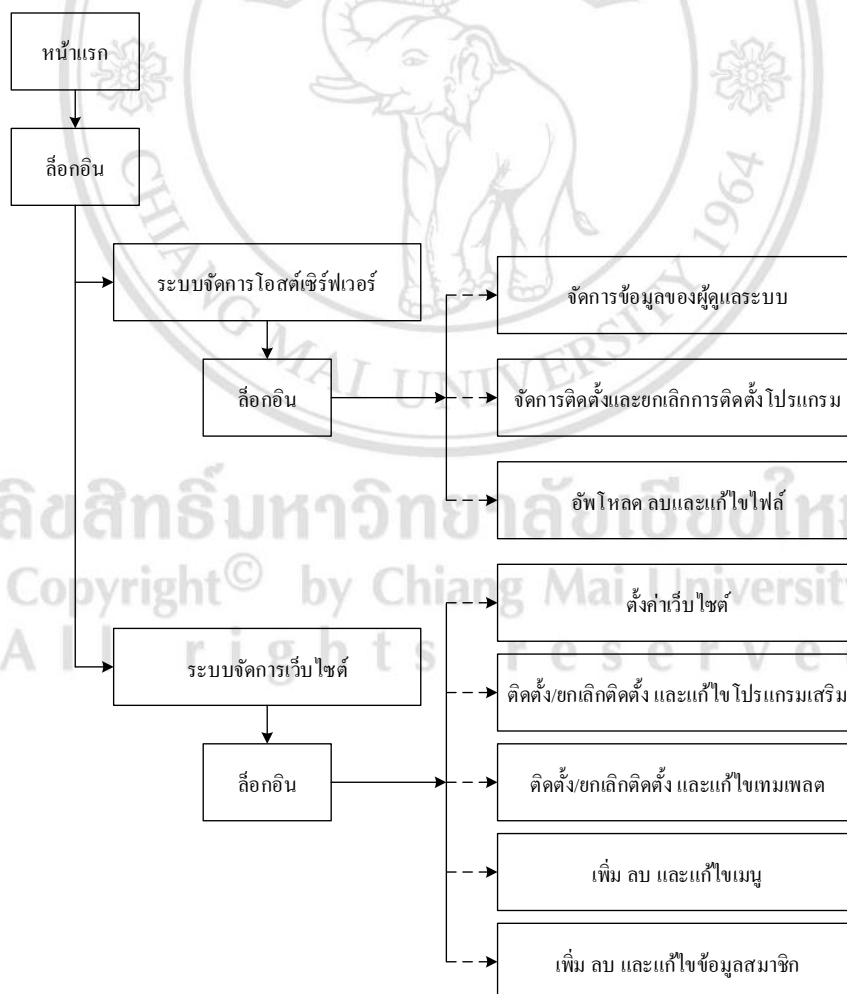 หน้าแรก
ล็อกอิน
ระบบจัดการโฮสต์เซิร์ฟเวอร์
ล็อกอิน
จัดการข้อมูลของผู้ดูแลระบบ
จัดการติดตั้งและยกเลิกการติดตั้งโปรแกรม
อัพโหลด ลบและแก้ไขไฟล์
ระบบจัดการเว็บไซต์
ล็อกอิน
ตั้งค่าเว็บไซต์
ติดตั้ง/ยกเลิกติดตั้ง และแก้ไขโปรแกรมเสริม
ติดตั้ง/ยกเลิกติดตั้ง และแก้ไขเทมเพลต
เพิ่ม ลบ และแก้ไขเมนู
เพิ่ม ลบ และแก้ไขข้อมูลสมาชิก
CHIANG MAI UNIVERSITY 1964
ลิขสิทธิ์มหาวิทยาลัยเชียงใหม
Copyright© by Chiang Mai Universit
All rights reserve